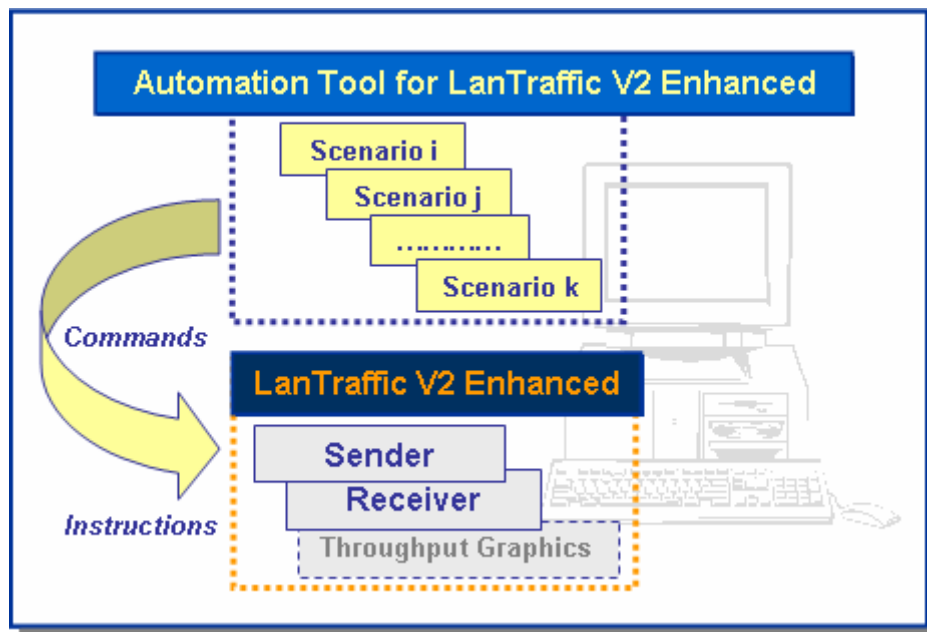 Automation Tool for LanTraffic V2 Enhanced
Scenario i
Scenario j
............
Scenario k
Commands
LanTraffic V2 Enhanced
Sender
Receiver
Instructions
Throughput Graphics